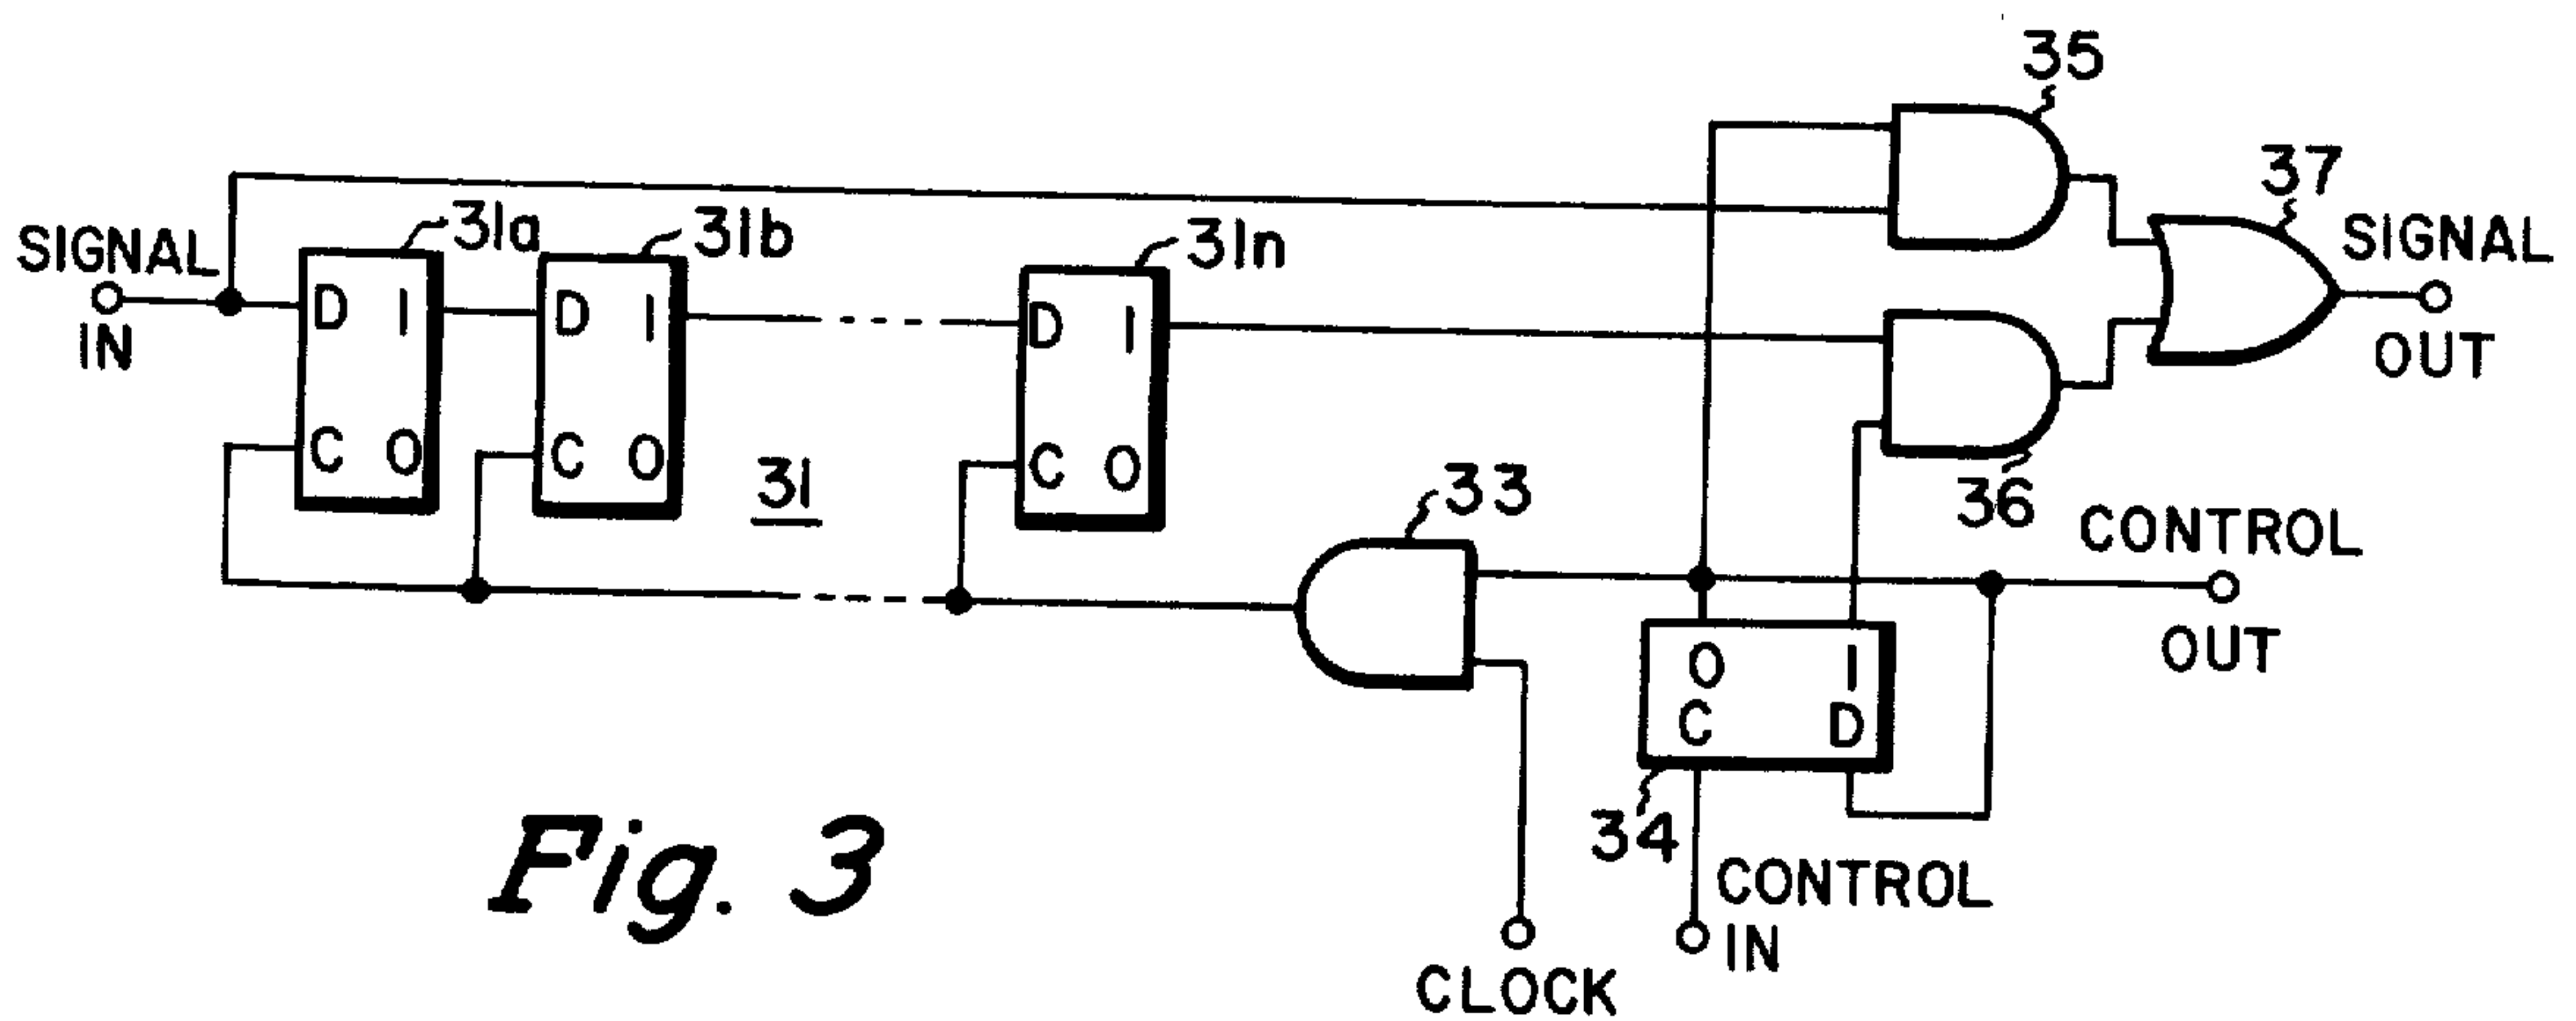 35
37
SIGNAL
IN
31a
31b
31n
SIGNAL
OUT
D 1
D 1
D 1
C 0
C 0
C 0
31
33
36
CONTROL
OUT
0 1
C D
34
CONTROL
IN
CLOCK
Fig. 3